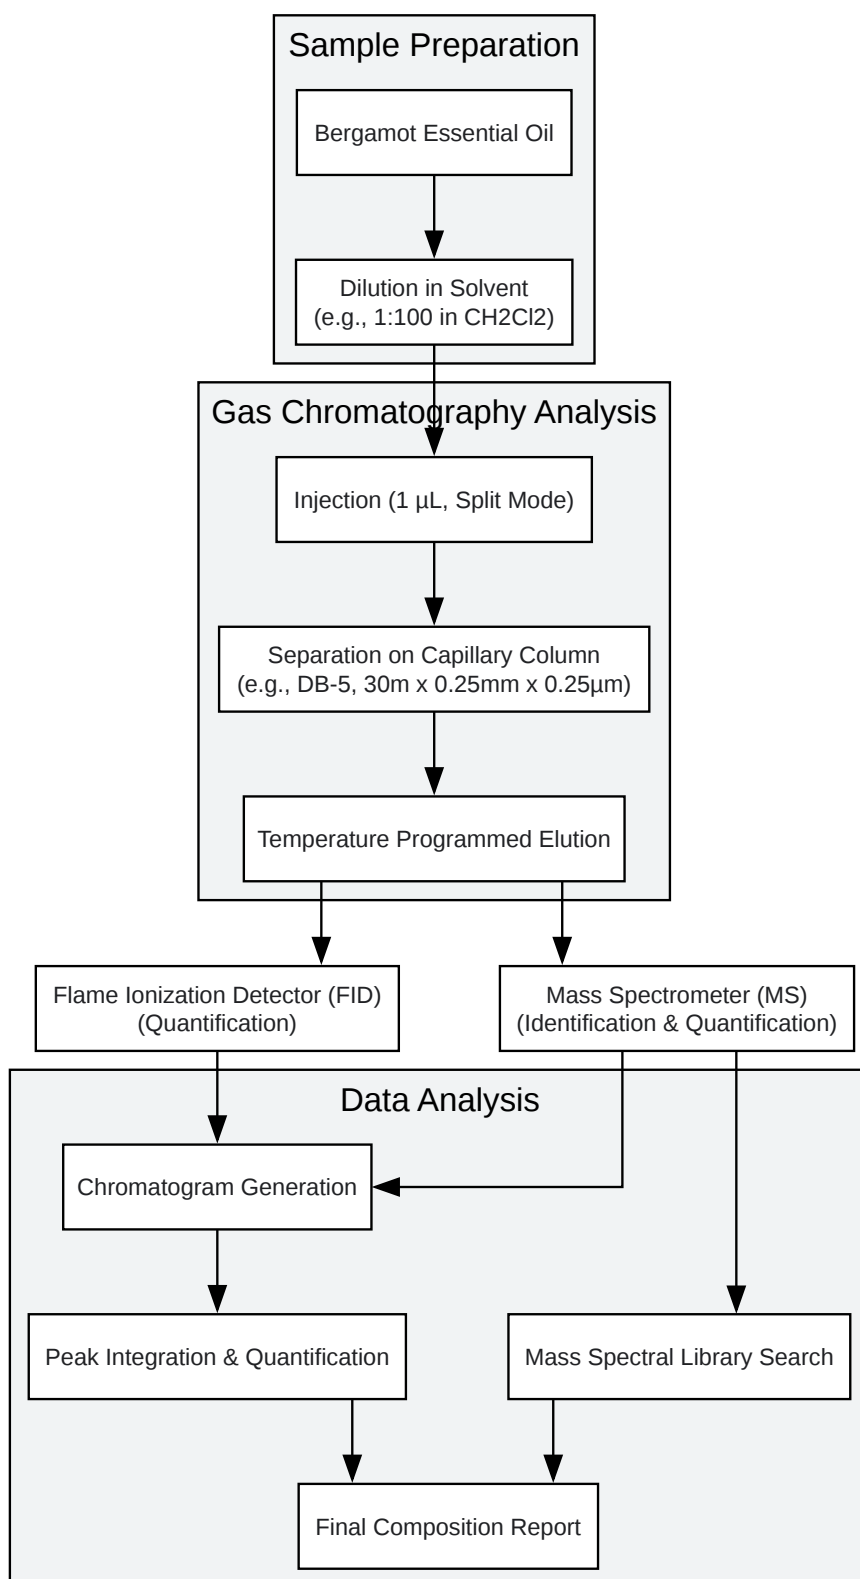 Sample Preparation
Bergamot Essential Oil
Dilution in Solvent
(e.g., 1:100 in CH2Cl2)
Gas Chromatography Analysis
Injection (1 µL, Split Mode)
Separation on Capillary Column
(e.g., DB-5, 30m x 0.25mm x 0.25µm)
Temperature Programmed Elution
Flame Ionization Detector (FID)
(Quantification)
Mass Spectrometer (MS)
(Identification & Quantification)
Data Analysis
Chromatogram Generation
Peak Integration & Quantification
Mass Spectral Library Search
Final Composition Report